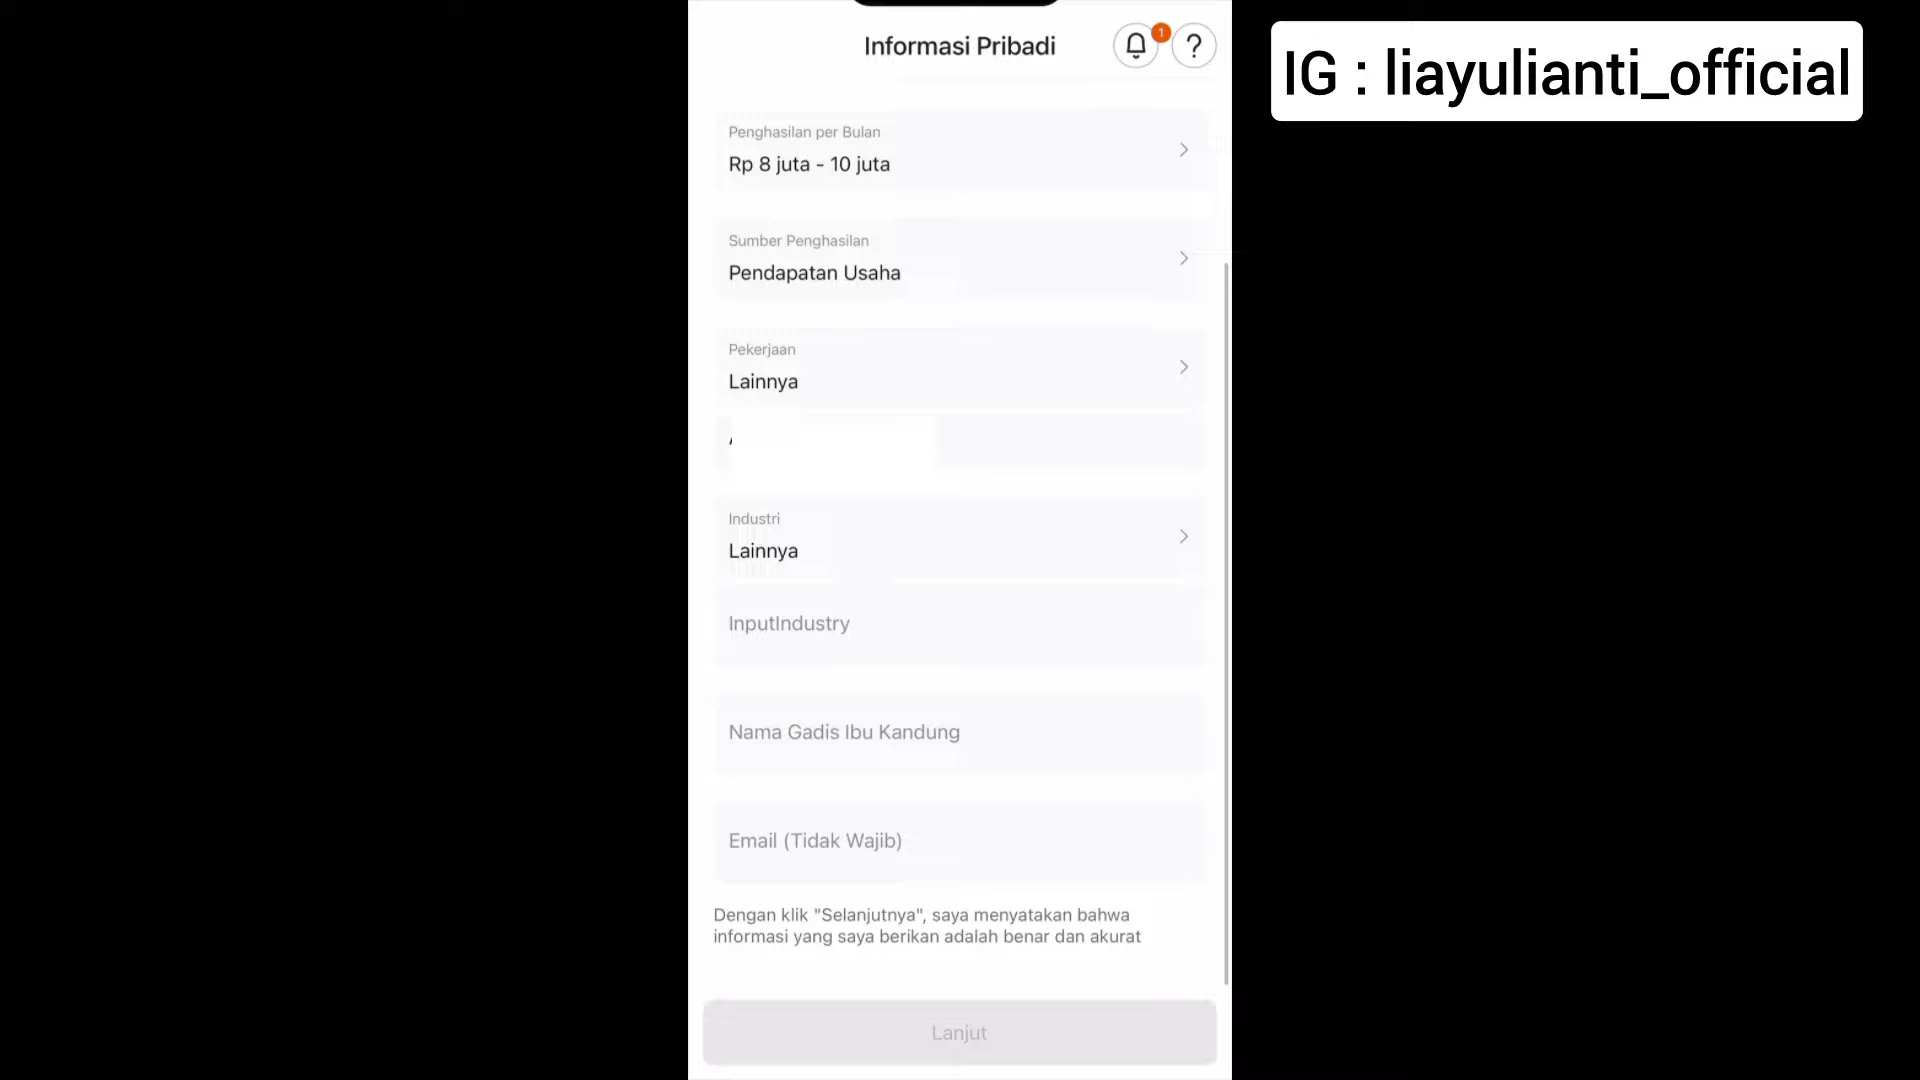 Informasi Pribadi
1
?
IG : liayulianti_official
Penghasilan per Bulan
Rp 8 juta - 10 juta
Sumber Penghasilan
Pendapatan Usaha
Pekerjaan
Lainnya
Industri
Lainnya
InputIndustry
Nama Gadis Ibu Kandung
Email (Tidak Wajib)
Dengan klik "Selanjutnya", saya menyatakan bahwa
informasi yang saya berikan adalah benar dan akurat
Lanjut